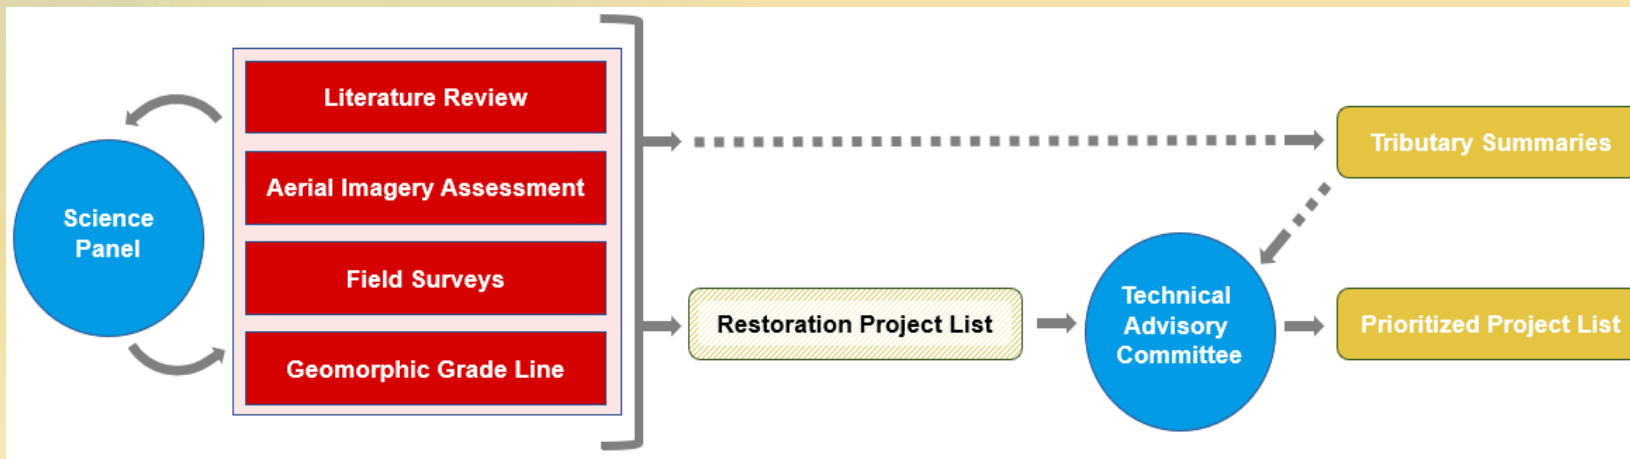 Literature Review
Aerial Imagery Assessment
Field Surveys
Geomorphic Grade Line
Science
Panel
Restoration Project List
Technical
Advisory
Committee
Tributary Summaries
Prioritized Project List